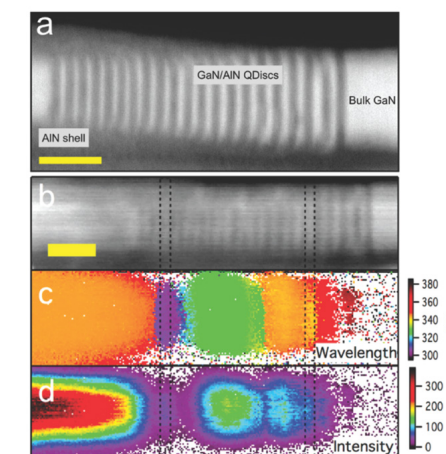 a
GaN/AlN QDiscs
Bulk GaN
AlN shell
b
c
380
360
340
320
300
Wavelength
d
300
200
100
0
Intensity